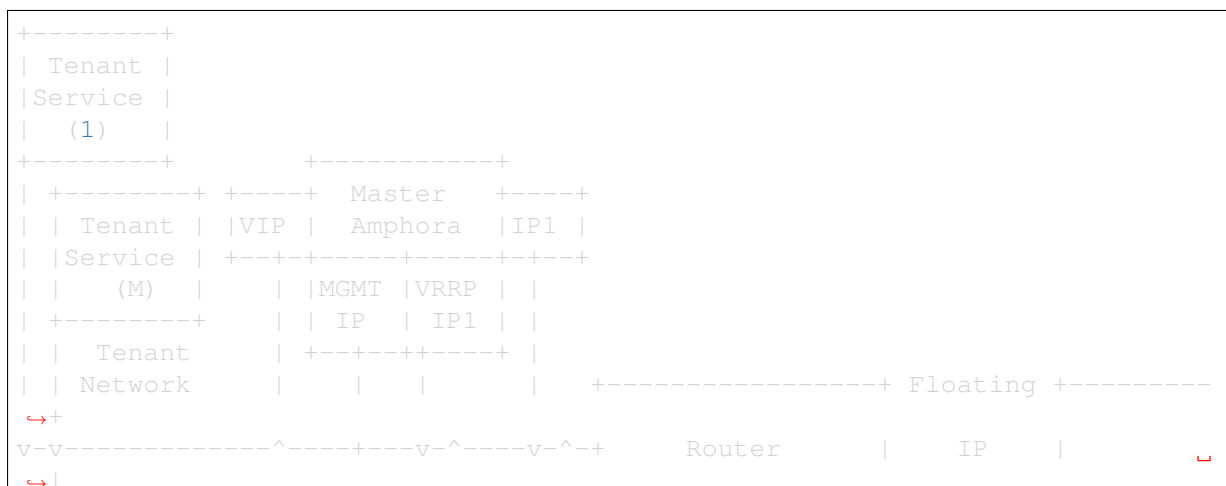 +--------+
| Tenant |
|Service |
|  (1)   |
+--------+         +-----------+
| +--------+ +----+  Master   +----+
| | Tenant | |VIP |  Amphora  |IP1 |
| |Service | +--+-+-----+-----+-+--+
| |   (M)  |    | |MGMT |VRRP | |
| +--------+    | | IP  | IP1 | |
| |  Tenant     | +--+--++----+ |
| | Network     |    |   |      |   +-----------------+ Floating +---------
↪+
v-v-------------^----+---v-^----v-^-+     Router      |    IP    |         ␣
↪|